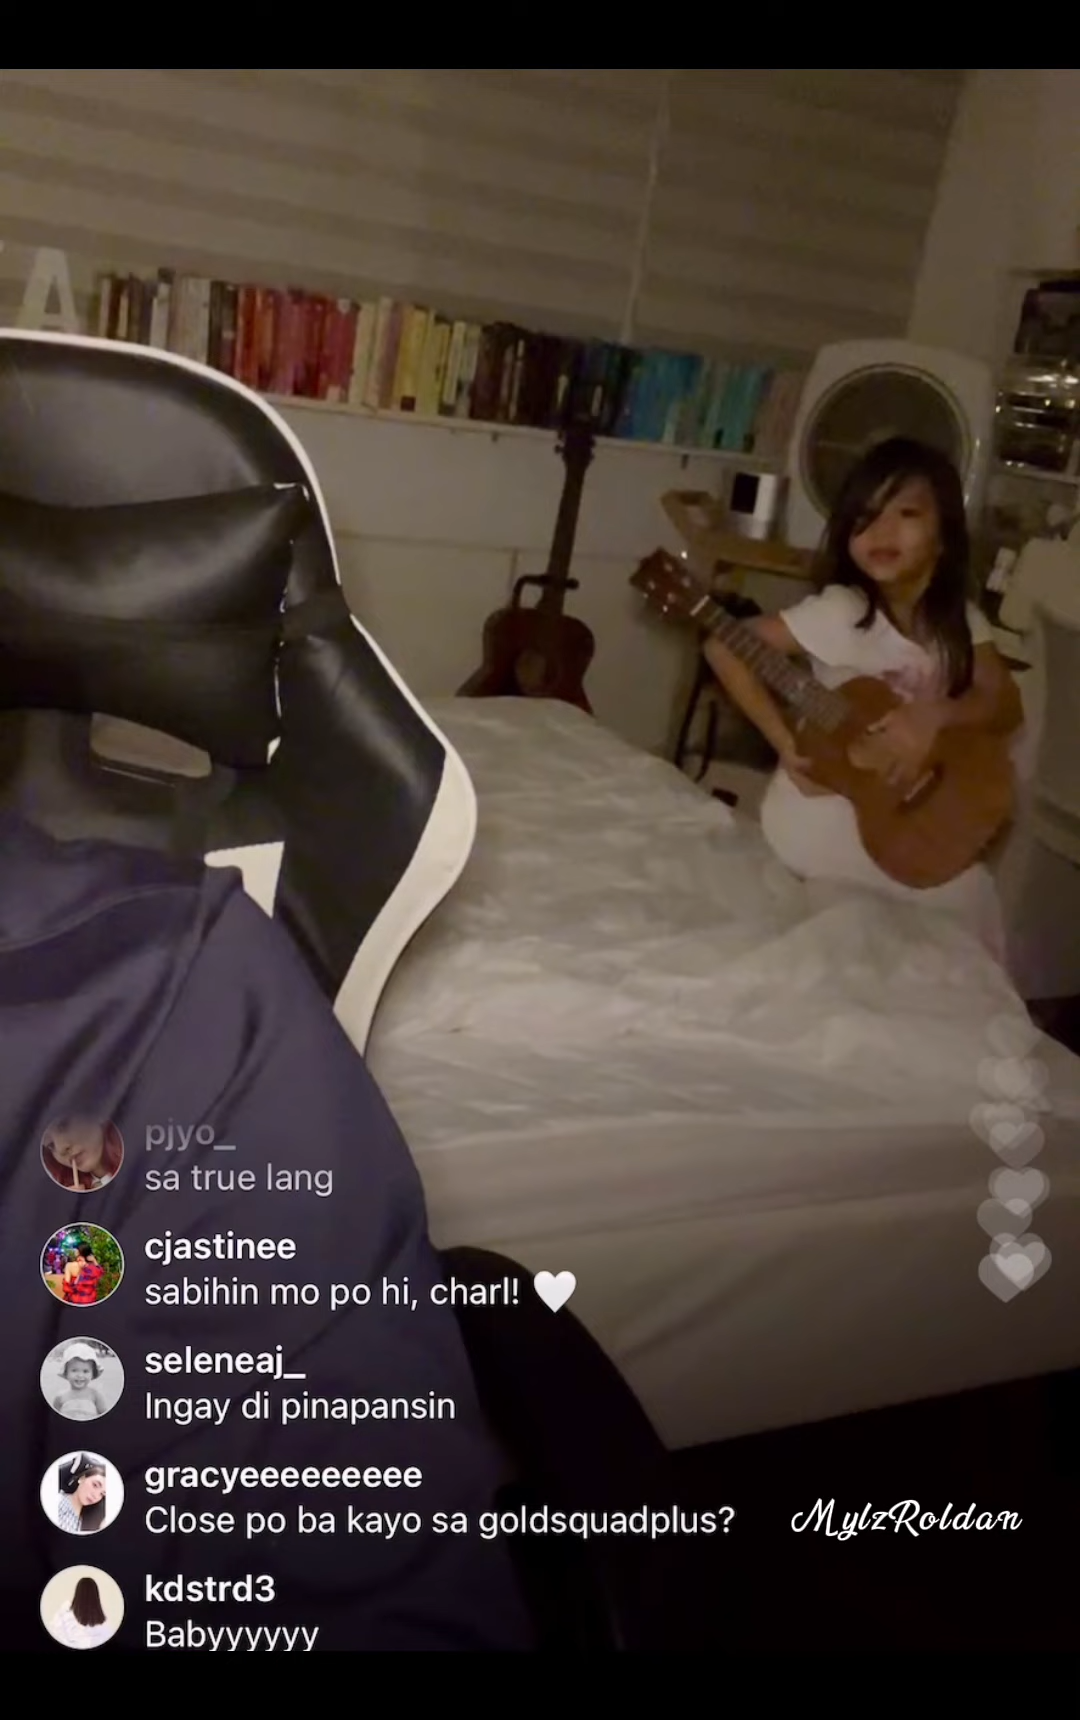 A
pjyo_
sa true lang
cjastinee
sabihin mo po hi, charl! 🤍
seleneaj_
Ingay di pinapansin
gracyeeeeeeeee
Close po ba kayo sa goldsquadplus?
MylzRoldan
kdstrd3
Babyyyyyy